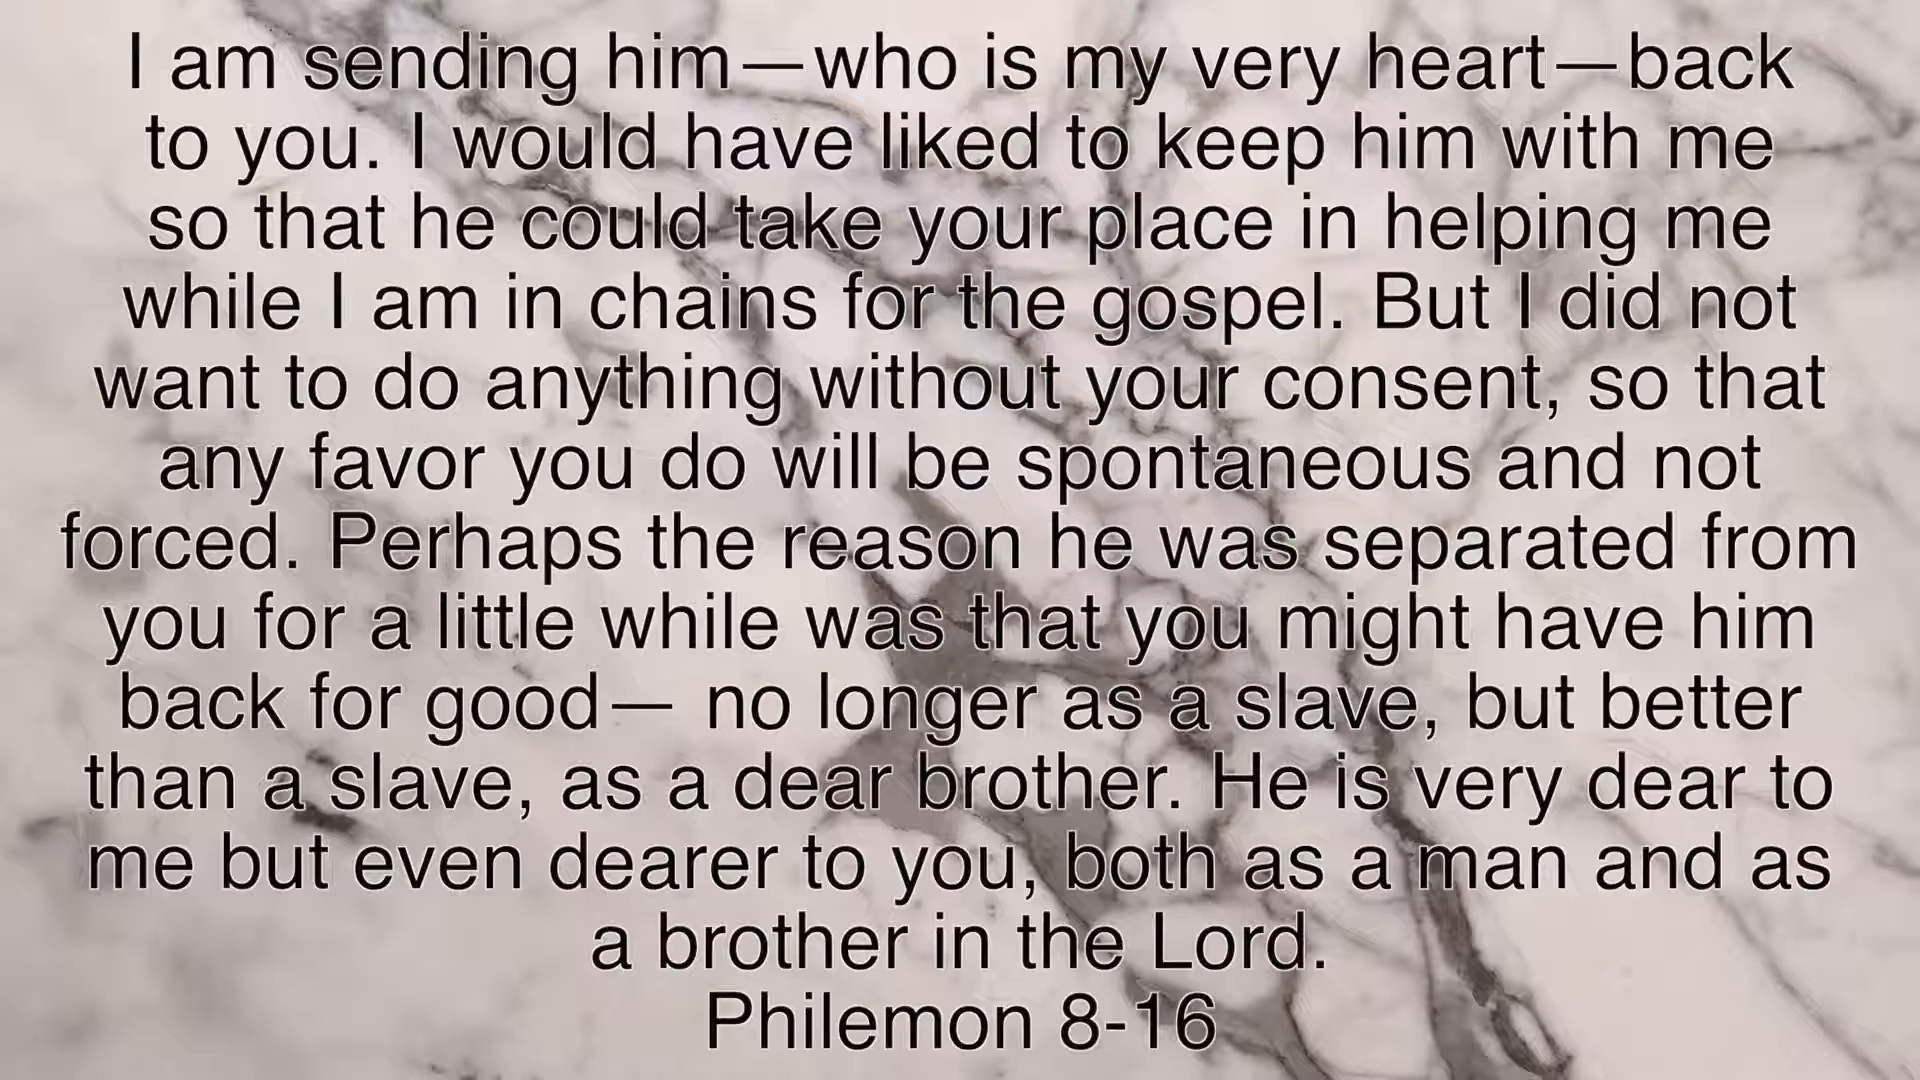 I am sending him—who is my very heart—back
to you. I would have liked to keep him with me
so that he could take your place in helping me
while I am in chains for the gospel. But I did not
want to do anything without your consent, so that
any favor you do will be spontaneous and not
forced. Perhaps the reason he was separated from
you for a little while was that you might have him
back for good— no longer as a slave, but better
than a slave, as a dear brother. He is very dear to
me but even dearer to you, both as a man and as
a brother in the Lord.
Philemon 8-16